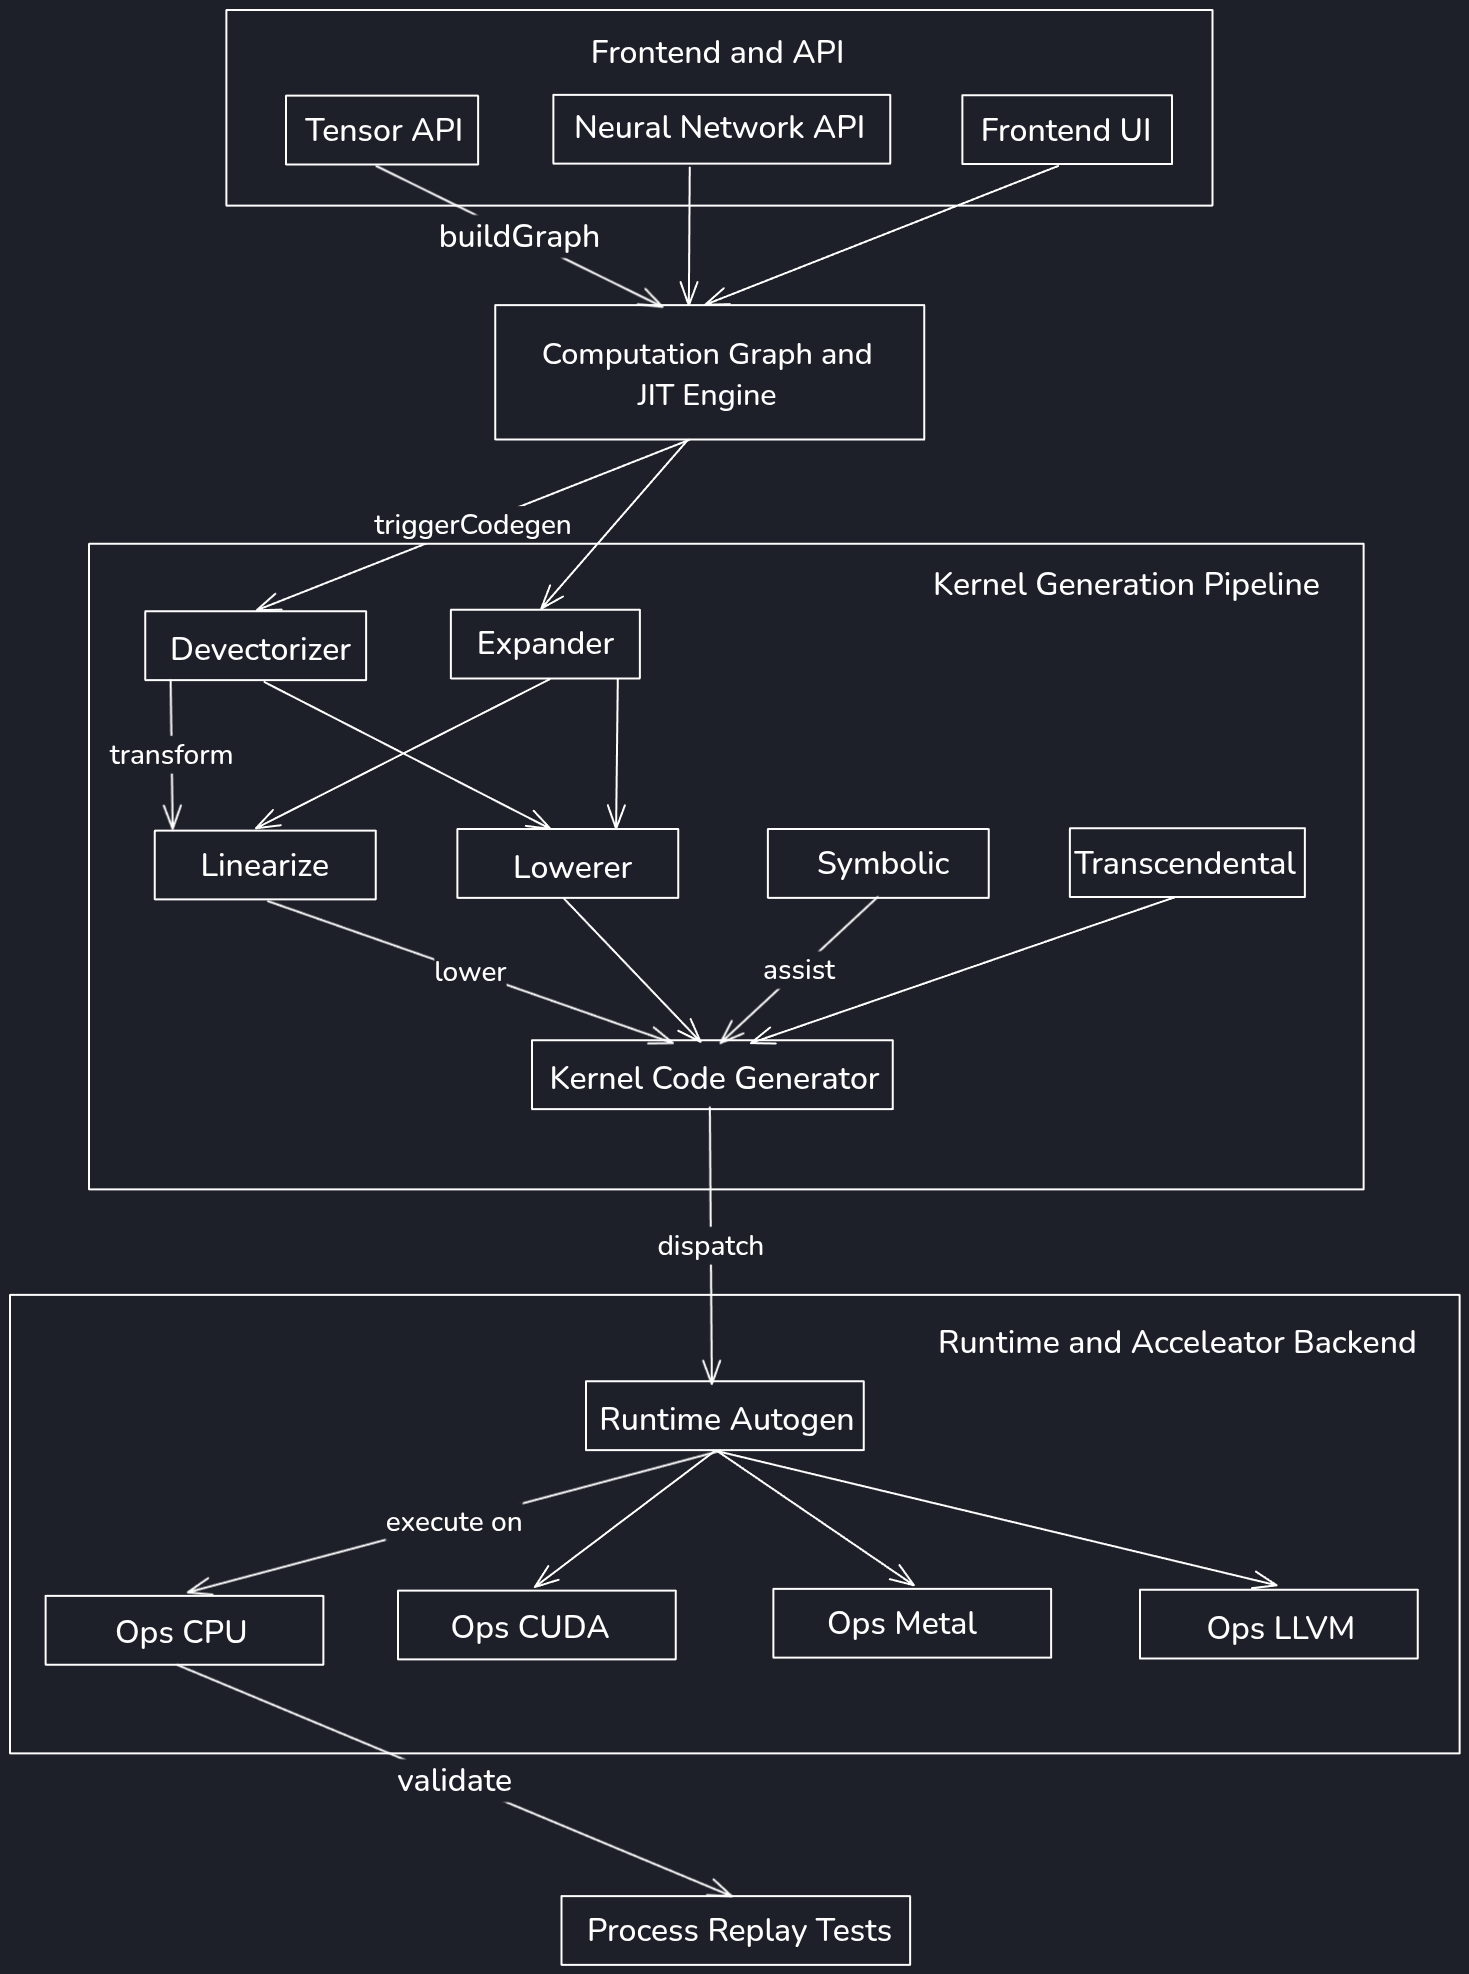 Frontend and API
Tensor API
Neural Network API
Frontend UI
buildGraph
Computation Graph and
JIT Engine
triggerCodegen
Kernel Generation Pipeline
Devectorizer
Expander
transform
Linearize
Lowerer
Symbolic
Transcendental
lower
assist
Kernel Code Generator
dispatch
Runtime and Acceleator Backend
Runtime Autogen
execute on
Ops CPU
Ops CUDA
Ops Metal
Ops LLVM
validate
Process Replay Tests